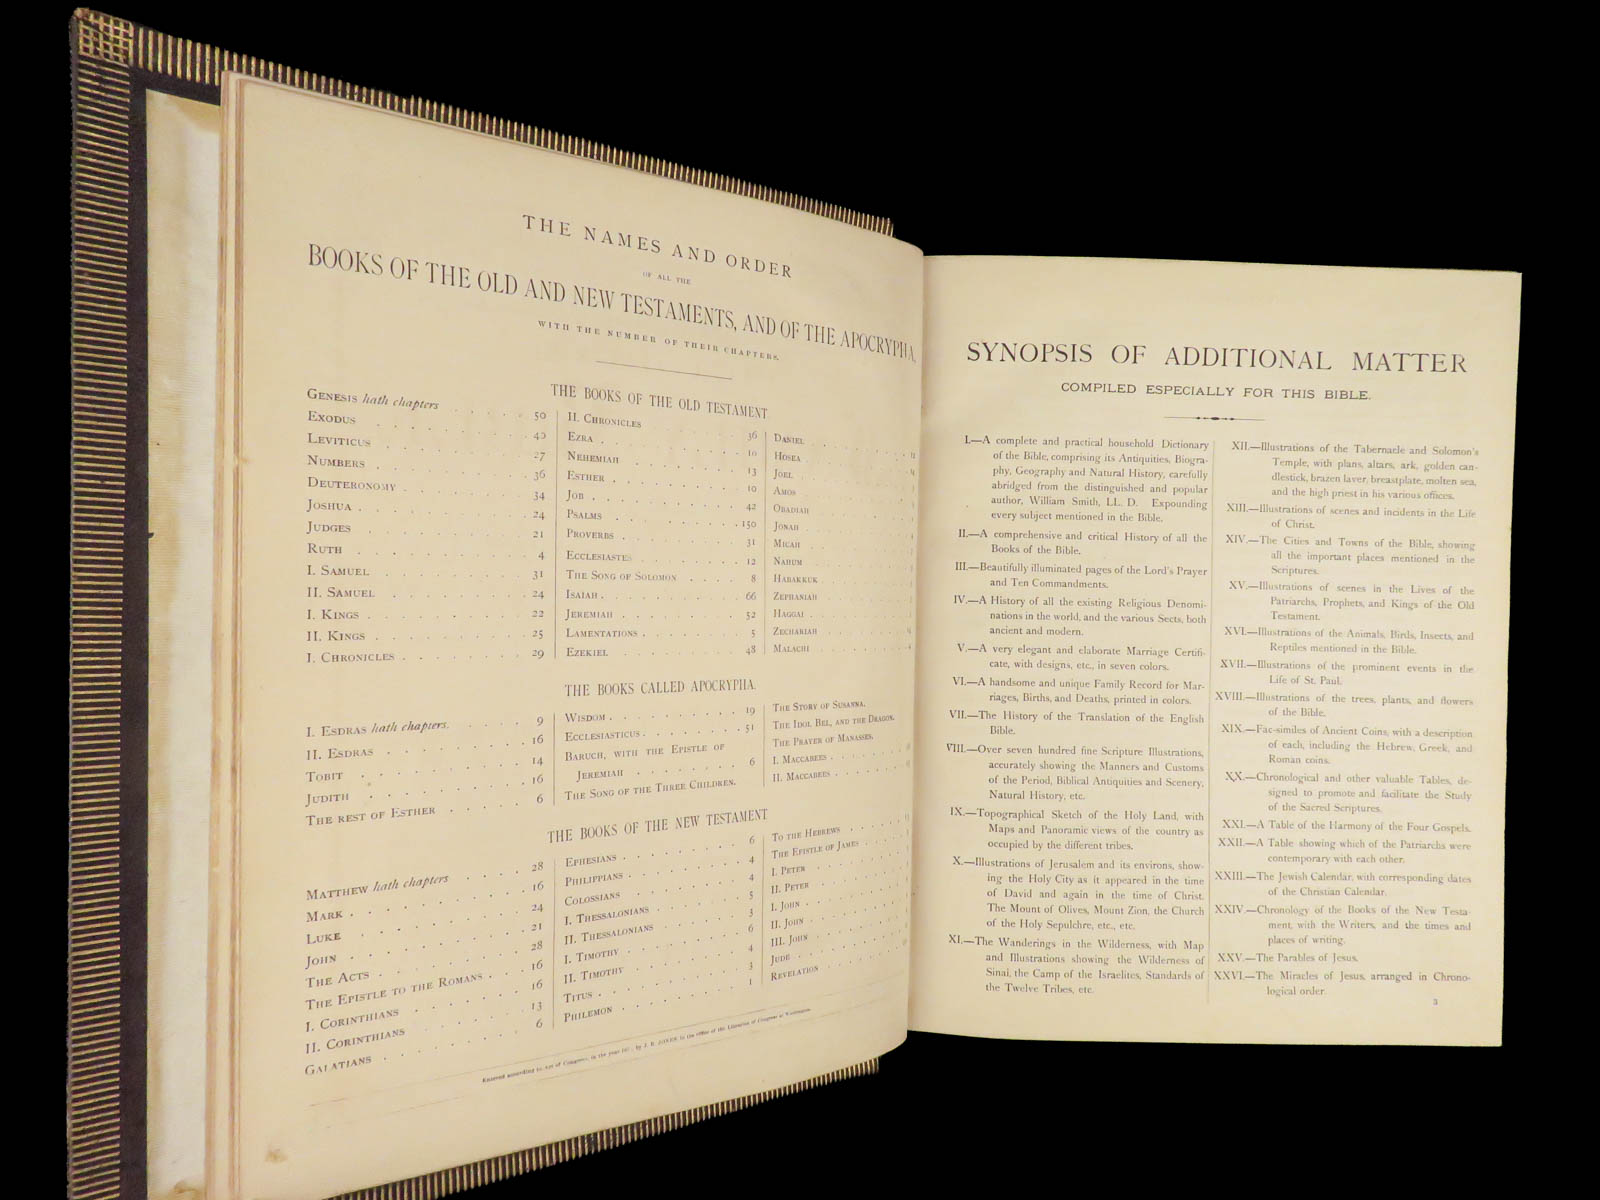 THE NAMES AND ORDER
OF ALL THE
BOOKS OF THE OLD AND NEW TESTAMENTS, AND OF THE APOCRYPHA,
WITH THE NUMBER OF THEIR CHAPTERS.
THE BOOKS OF THE OLD TESTAMENT
GENESIS hath chapters 50
EXODUS 40
LEVITICUS 27
NUMBERS 36
DEUTERONOMY 34
JOSHUA 24
JUDGES 21
RUTH 4
I. SAMUEL 31
II. SAMUEL 24
I. KINGS 22
II. KINGS 25
I. CHRONICLES 29
II. CHRONICLES 36
EZRA 10
NEHEMIAH 13
ESTHER 10
JOB 42
PSALMS 150
PROVERBS 31
ECCLESIASTES 12
THE SONG OF SOLOMON 8
ISAIAH 66
JEREMIAH 52
LAMENTATIONS 5
EZEKIEL 48
DANIEL
HOSEA
JOEL
AMOS
OBADIAH
JONAH
MICAH
NAHUM
HABAKKUK
ZEPHANIAH
HAGGAI
ZECHARIAH
MALACHI
THE BOOKS CALLED APOCRYPHA.
I. ESDRAS hath chapters. 9
II. ESDRAS 16
TOBIT 14
JUDITH 16
THE REST OF ESTHER 6
WISDOM 19
ECCLESIASTICUS 51
BARUCH, WITH THE EPISTLE OF
JEREMIAH 6
THE SONG OF THE THREE CHILDREN.
THE STORY OF SUSANNA.
THE IDOL BEL, AND THE DRAGON.
THE PRAYER OF MANASSES.
I. MACCABEES
II. MACCABEES
THE BOOKS OF THE NEW TESTAMENT
MATTHEW hath chapters 28
MARK 16
LUKE 24
JOHN 21
THE ACTS 28
THE EPISTLE TO THE ROMANS 16
I. CORINTHIANS 16
II. CORINTHIANS 13
GALATIANS 6
EPHESIANS 6
PHILIPPIANS 4
COLOSSIANS 4
I. THESSALONIANS 5
II. THESSALONIANS 3
I. TIMOTHY 6
II. TIMOTHY 4
TITUS 3
PHILEMON 1
TO THE HEBREWS
THE EPISTLE OF JAMES
I. PETER
II. PETER
I. JOHN
II. JOHN
III. JOHN
JUDE
REVELATION
Entered according to Act of Congress, in the year by J. R. JONES, in the office of the Librarian of Congress at Washington.
SYNOPSIS OF ADDITIONAL MATTER
COMPILED ESPECIALLY FOR THIS BIBLE.
I.—A complete and practical household Dictionary
of the Bible, comprising its Antiquities, Biogra-
phy, Geography and Natural History, carefully
abridged from the distinguished and popular
author, William Smith, LL. D. Expounding
every subject mentioned in the Bible.
II.—A comprehensive and critical History of all the
Books of the Bible.
III.—Beautifully illuminated pages of the Lord's Prayer
and Ten Commandments.
IV.—A History of all the existing Religious Denomi-
nations in the world, and the various Sects, both
ancient and modern.
V.—A very elegant and elaborate Marriage Certifi-
cate, with designs, etc., in seven colors.
VI.—A handsome and unique Family Record for Mar-
riages, Births, and Deaths, printed in colors.
VII.—The History of the Translation of the English
Bible.
VIII.—Over seven hundred fine Scripture Illustrations,
accurately showing the Manners and Customs
of the Period, Biblical Antiquities and Scenery,
Natural History, etc.
IX.—Topographical Sketch of the Holy Land, with
Maps and Panoramic views of the country as
occupied by the different tribes.
X.—Illustrations of Jerusalem and its environs, show-
ing the Holy City as it appeared in the time
of David and again in the time of Christ.
The Mount of Olives, Mount Zion, the Church
of the Holy Sepulchre, etc., etc.
XI.—The Wanderings in the Wilderness, with Map
and Illustrations showing the Wilderness of
Sinai, the Camp of the Israelites, Standards of
the Twelve Tribes, etc.
XII.—Illustrations of the Tabernacle and Solomon's
Temple, with plans, altars, ark, golden can-
dlestick, brazen laver, breastplate, molten sea,
and the high priest in his various offices.
XIII.—Illustrations of scenes and incidents in the Life
of Christ.
XIV.—The Cities and Towns of the Bible, showing
all the important places mentioned in the
Scriptures.
XV.—Illustrations of scenes in the Lives of the
Patriarchs, Prophets, and Kings of the Old
Testament.
XVI.—Illustrations of the Animals, Birds, Insects, and
Reptiles mentioned in the Bible.
XVII.—Illustrations of the prominent events in the
Life of St. Paul.
XVIII.—Illustrations of the trees, plants, and flowers
of the Bible.
XIX.—Fac-similes of Ancient Coins, with a description
of each, including the Hebrew, Greek, and
Roman coins.
XX.—Chronological and other valuable Tables, de-
signed to promote and facilitate the Study
of the Sacred Scriptures.
XXI.—A Table of the Harmony of the Four Gospels.
XXII.—A Table showing which of the Patriarchs were
contemporary with each other.
XXIII.—The Jewish Calendar, with corresponding dates
of the Christian Calendar.
XXIV.—Chronology of the Books of the New Testa-
ment, with the Writers, and the times and
places of writing.
XXV.—The Parables of Jesus.
XXVI.—The Miracles of Jesus, arranged in Chrono-
logical order.
3